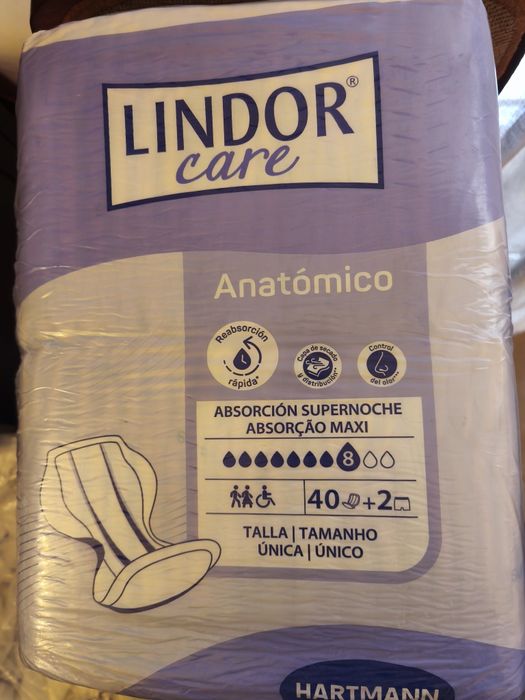 LINDOR®
care
Anatómico
Reabsorción
rápida*
Capa de secado
y distribución*
Control
del olor***
ABSORCIÓN SUPERNOCHE
ABSORÇÃO MAXI
8
40 +2
TALLA | TAMANHO
ÚNICA | ÚNICO
HARTMANN